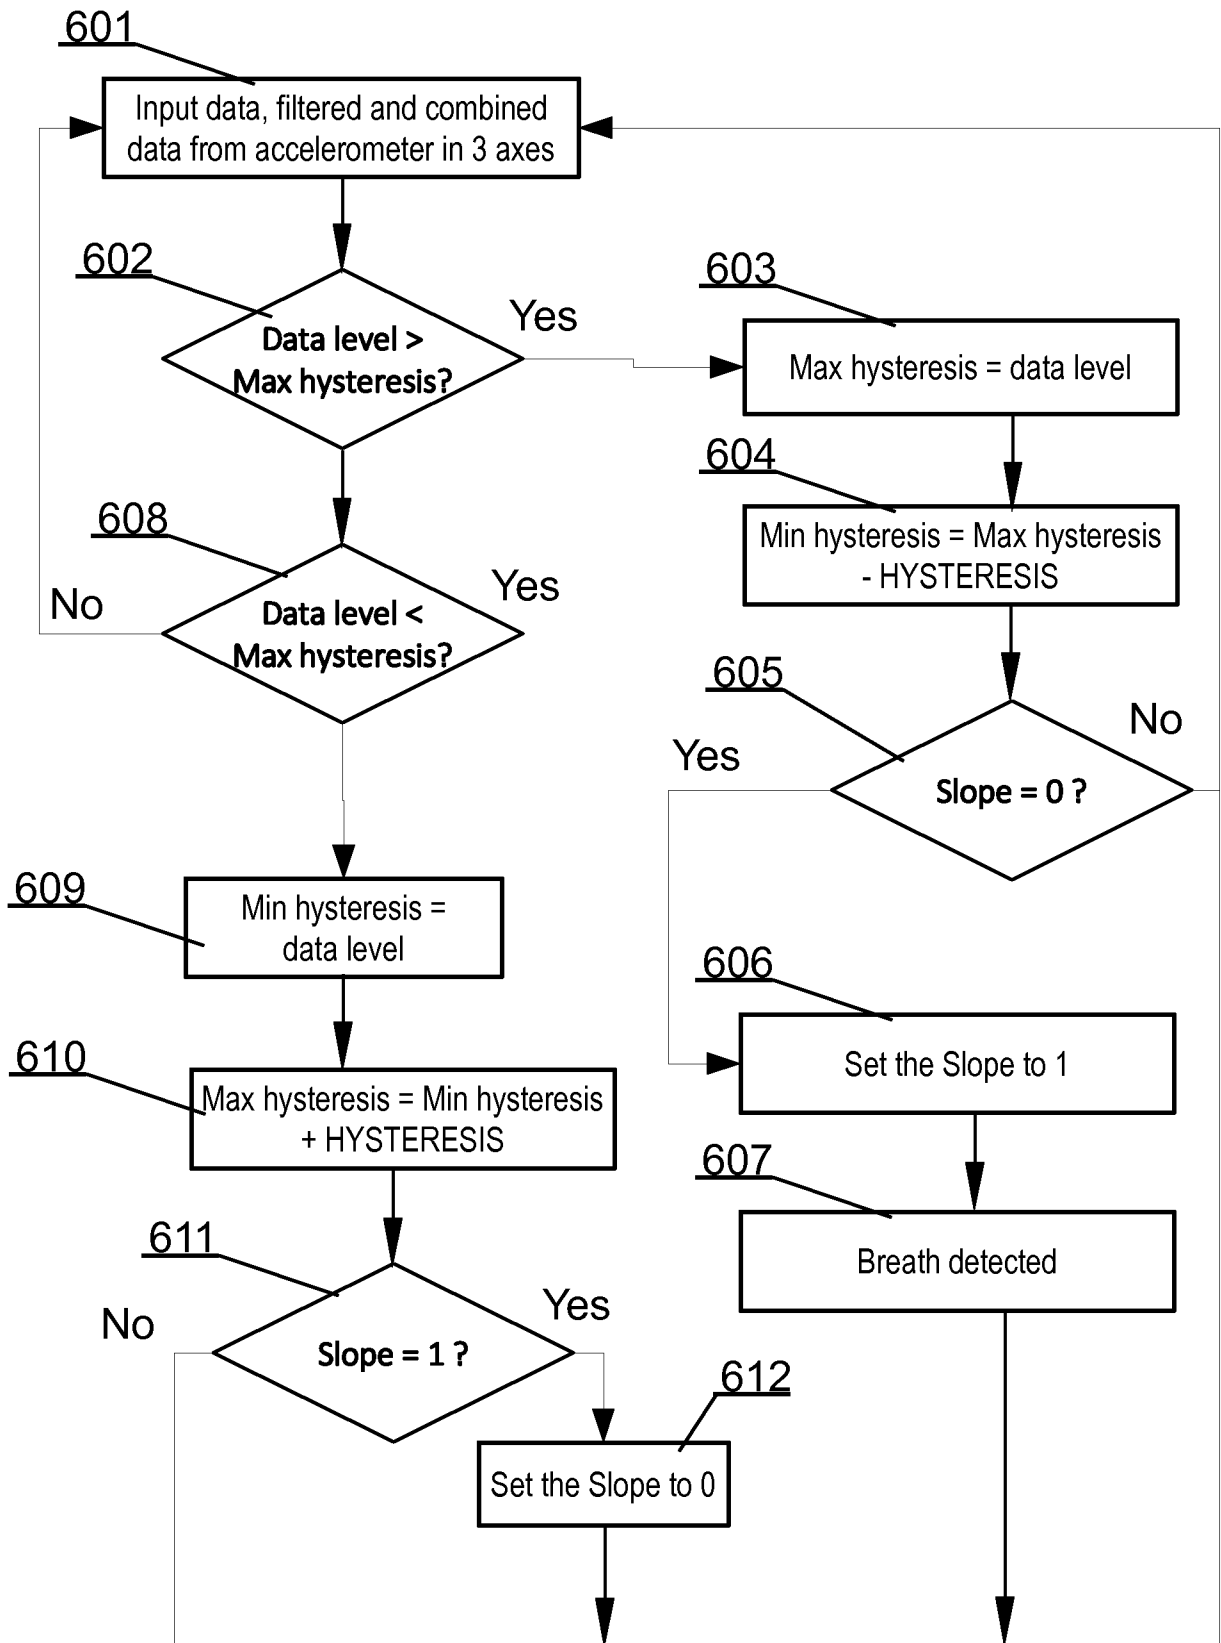 601
Input data, filtered and combined
data from accelerometer in 3 axes
602
Data level >
Max hysteresis?
Yes
603
Max hysteresis = data level
604
Min hysteresis = Max hysteresis
- HYSTERESIS
605
Slope = 0 ?
Yes
No
606
Set the Slope to 1
607
Breath detected
608
Data level <
Max hysteresis?
No
Yes
609
Min hysteresis =
data level
610
Max hysteresis = Min hysteresis
+ HYSTERESIS
611
Slope = 1 ?
No
Yes
612
Set the Slope to 0